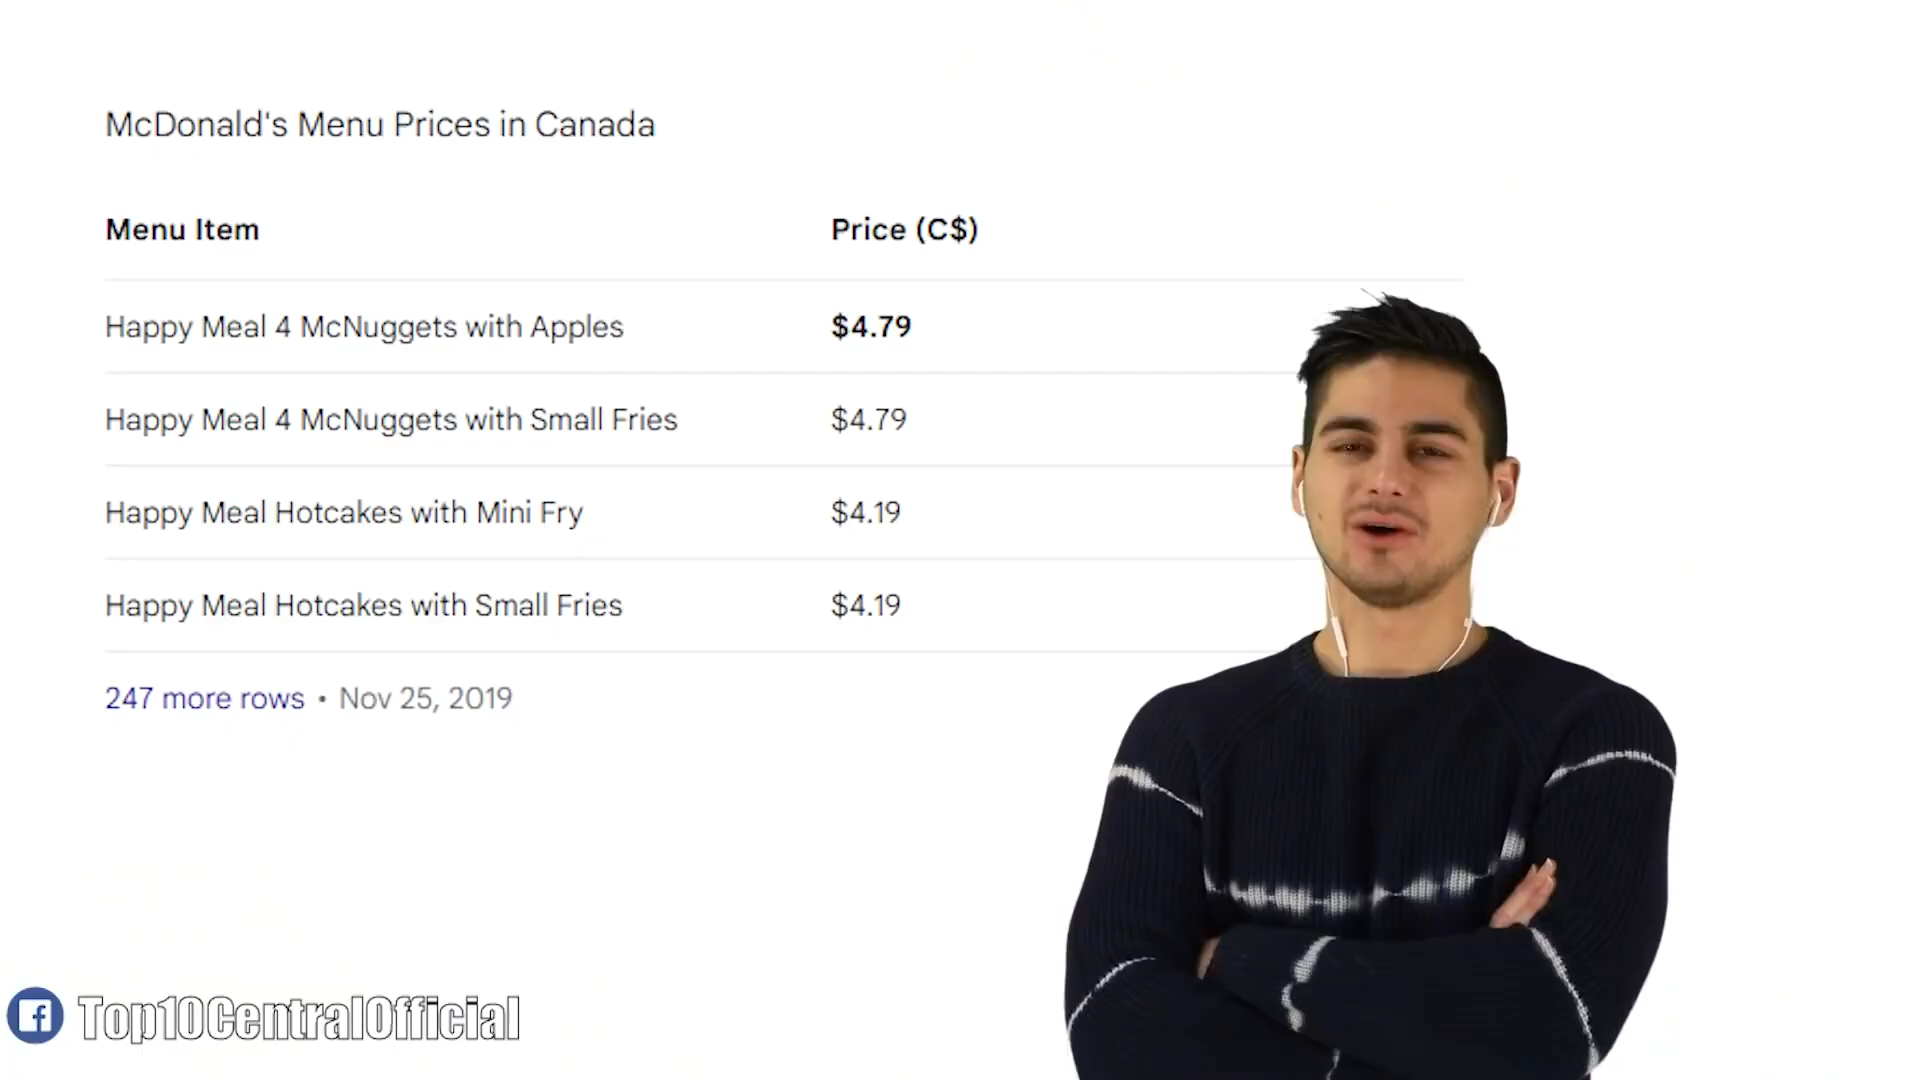 McDonald's Menu Prices in Canada
Menu Item Price (C$)
Happy Meal 4 McNuggets with Apples $4.79
Happy Meal 4 McNuggets with Small Fries $4.79
Happy Meal Hotcakes with Mini Fry $4.19
Happy Meal Hotcakes with Small Fries $4.19
247 more rows • Nov 25, 2019
Top10CentralOfficial